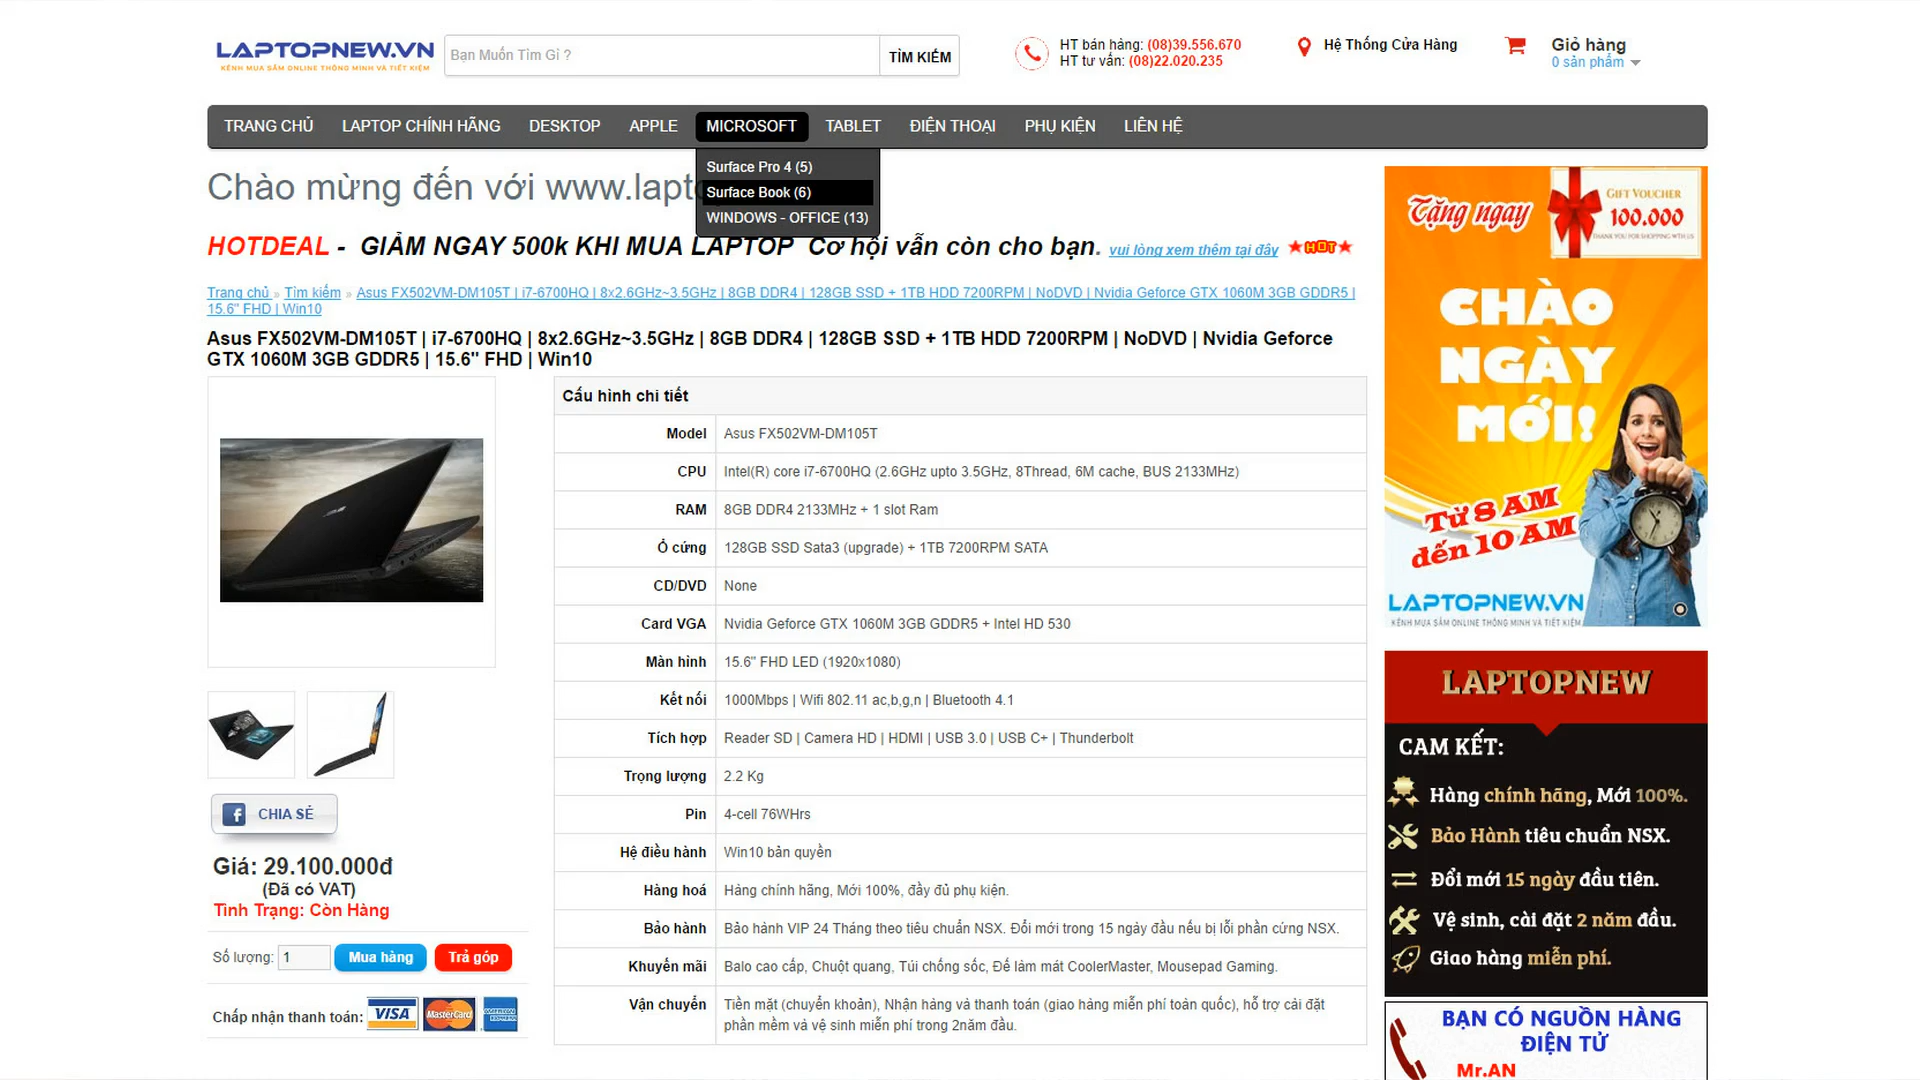 LAPTOPNEW.VN
KÊNH MUA SẮM ONLINE THÔNG MINH VÀ TIẾT KIỆM
Bạn Muốn Tìm Gì ?
TÌM KIẾM
HT bán hàng: (08)39.556.670
HT tư vấn: (08)22.020.235
Hệ Thống Cửa Hàng
Giỏ hàng
0 sản phẩm
TRANG CHỦ LAPTOP CHÍNH HÃNG DESKTOP APPLE MICROSOFT TABLET ĐIỆN THOẠI PHỤ KIỆN LIÊN HỆ
Surface Pro 4 (5)
Surface Book (6)
WINDOWS - OFFICE (13)
Chào mừng đến với www.lapt
HOTDEAL - GIẢM NGAY 500k KHI MUA LAPTOP Cơ hội vẫn còn cho bạn. vui lòng xem thêm tại đây HOT
Trang chủ » Tìm kiếm » Asus FX502VM-DM105T | i7-6700HQ | 8x2.6GHz~3.5GHz | 8GB DDR4 | 128GB SSD + 1TB HDD 7200RPM | NoDVD | Nvidia Geforce GTX 1060M 3GB GDDR5 |
15.6" FHD | Win10
Asus FX502VM-DM105T | i7-6700HQ | 8x2.6GHz~3.5GHz | 8GB DDR4 | 128GB SSD + 1TB HDD 7200RPM | NoDVD | Nvidia Geforce
GTX 1060M 3GB GDDR5 | 15.6" FHD | Win10
CHIA SẺ
Giá: 29.100.000đ
(Đã có VAT)
Tình Trạng: Còn Hàng
Số lượng: 1 Mua hàng Trả góp
Chấp nhận thanh toán: VISA MasterCard
Cấu hình chi tiết
Model Asus FX502VM-DM105T
CPU Intel(R) core i7-6700HQ (2.6GHz upto 3.5GHz, 8Thread, 6M cache, BUS 2133MHz)
RAM 8GB DDR4 2133MHz + 1 slot Ram
Ổ cứng 128GB SSD Sata3 (upgrade) + 1TB 7200RPM SATA
CD/DVD None
Card VGA Nvidia Geforce GTX 1060M 3GB GDDR5 + Intel HD 530
Màn hình 15.6" FHD LED (1920x1080)
Kết nối 1000Mbps | Wifi 802.11 ac,b,g,n | Bluetooth 4.1
Tích hợp Reader SD | Camera HD | HDMI | USB 3.0 | USB C+ | Thunderbolt
Trọng lượng 2.2 Kg
Pin 4-cell 76WHrs
Hệ điều hành Win10 bản quyền
Hàng hoá Hàng chính hãng, Mới 100%, đầy đủ phụ kiện.
Bảo hành Bảo hành VIP 24 Tháng theo tiêu chuẩn NSX. Đổi mới trong 15 ngày đầu nếu bị lỗi phần cứng NSX.
Khuyến mãi Balo cao cấp, Chuột quang, Túi chống sốc, Đế làm mát CoolerMaster, Mousepad Gaming.
Vận chuyển Tiền mặt (chuyển khoản), Nhận hàng và thanh toán (giao hàng miễn phí toàn quốc), hỗ trợ cài đặt
phần mềm và vệ sinh miễn phí trong 2năm đầu.
Tặng ngay
GIFT VOUCHER
100.000
THANK YOU FOR SHOPPING WITH US
CHÀO
NGÀY
MỚI!
Từ 8 AM
đến 10 AM
LAPTOPNEW.VN
KÊNH MUA SẮM ONLINE THÔNG MINH VÀ TIẾT KIỆM
LAPTOPNEW
CAM KẾT:
Hàng chính hãng, Mới 100%.
Bảo Hành tiêu chuẩn NSX.
Đổi mới 15 ngày đầu tiên.
Vệ sinh, cài đặt 2 năm đầu.
Giao hàng miễn phí.
BẠN CÓ NGUỒN HÀNG
ĐIỆN TỬ
Mr.AN